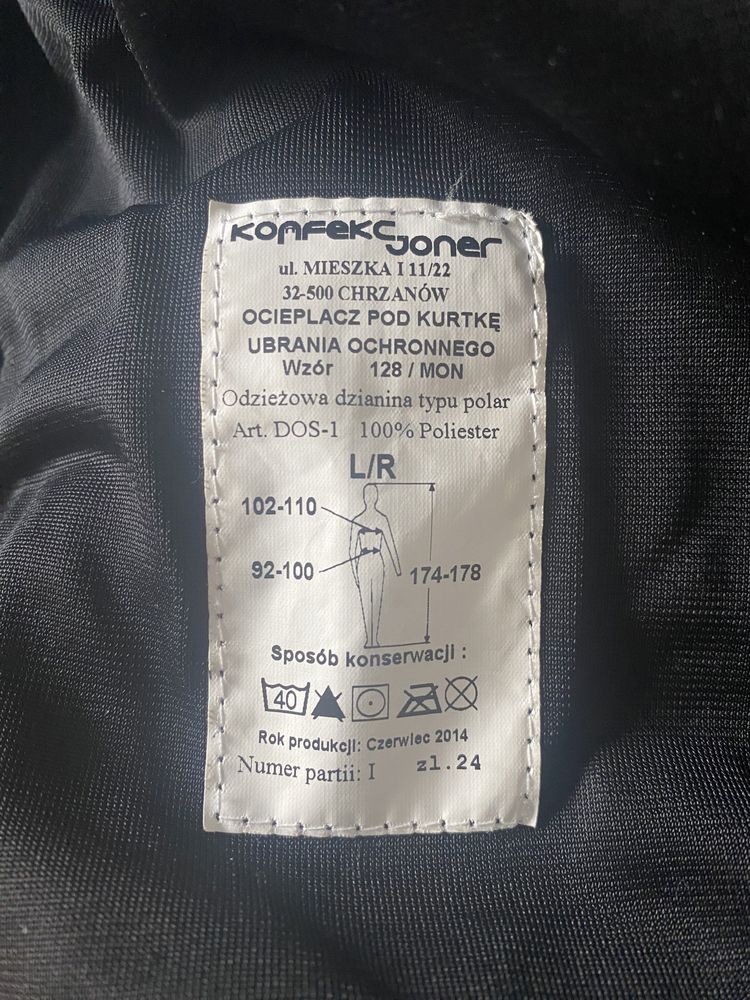 KONFEKCJONER
ul. MIESZKA I 11/22
32-500 CHRZANÓW
OCIEPLACZ POD KURTKĘ
UBRANIA OCHRONNEGO
Wzór 128 / MON
Odzieżowa dzianina typu polar
Art. DOS-1 100% Poliester
L/R
102-110
92-100
174-178
Sposób konserwacji :
40
Rok produkcji: Czerwiec 2014
Numer partii: I zl.24